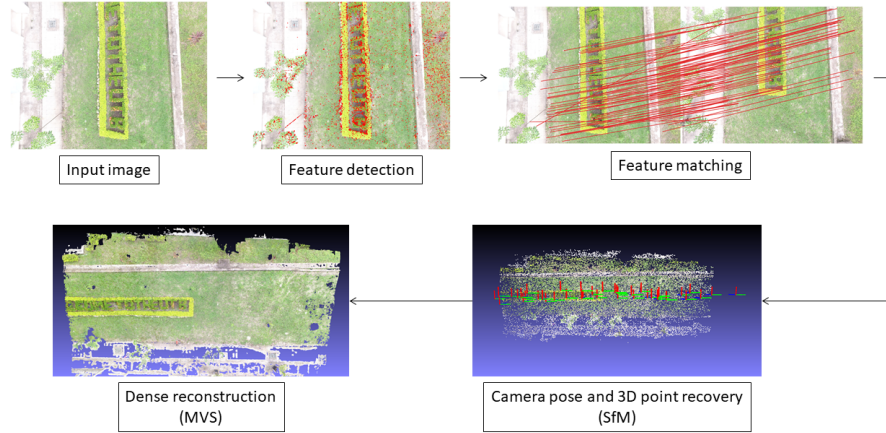 Input image
Feature detection
Feature matching
Dense reconstruction
(MVS)
Camera pose and 3D point recovery
(SfM)